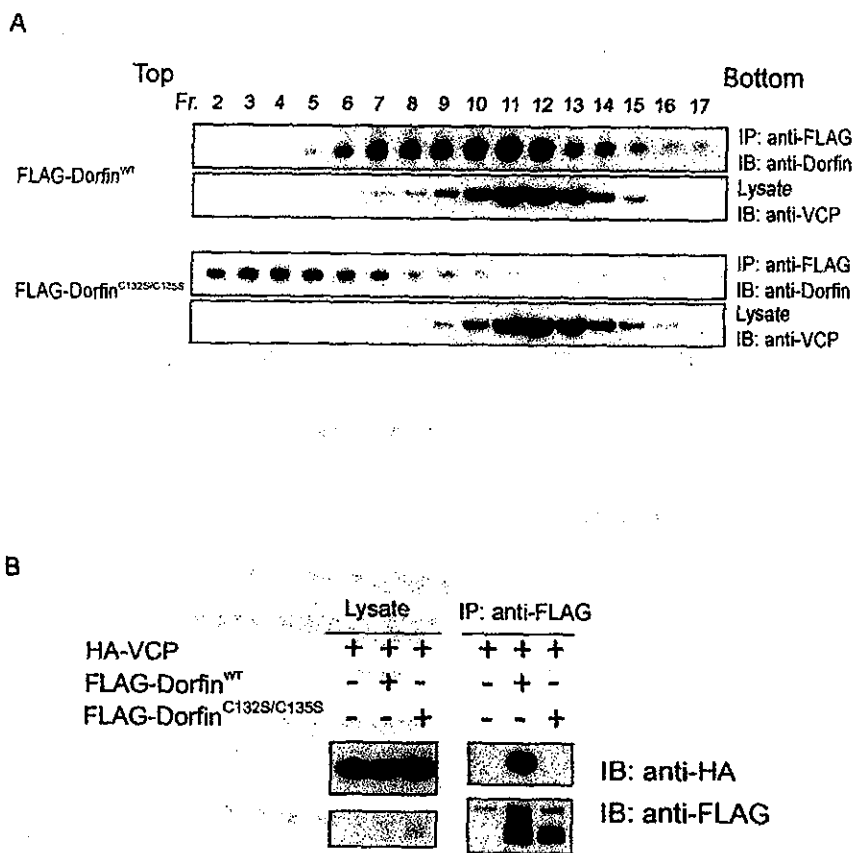 A
Top Bottom
Fr. 2 3 4 5 6 7 8 9 10 11 12 13 14 15 16 17
FLAG-Dorfin^WT
IP: anti-FLAG
IB: anti-Dorfin
Lysate
IB: anti-VCP
FLAG-Dorfin^C132S/C135S
IP: anti-FLAG
IB: anti-Dorfin
Lysate
IB: anti-VCP
B
Lysate IP: anti-FLAG
HA-VCP + + + + + +
FLAG-Dorfin^WT - + - - + -
FLAG-Dorfin^C132S/C135S - - + - - +
IB: anti-HA
IB: anti-FLAG